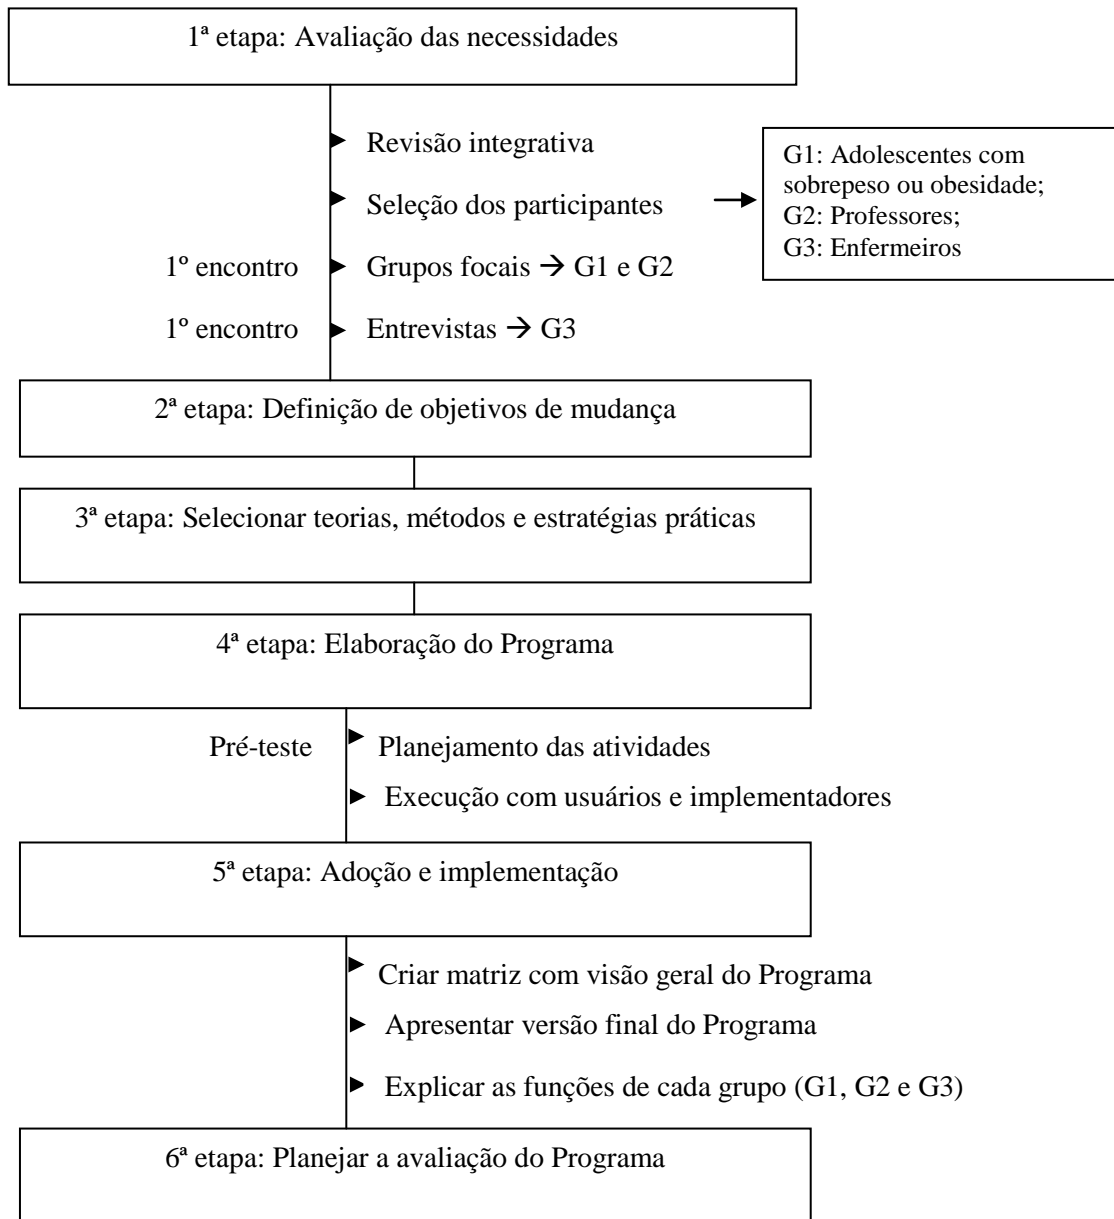 1ª etapa: Avaliação das necessidades
Revisão integrativa
Seleção dos participantes
G1: Adolescentes com
sobrepeso ou obesidade;
G2: Professores;
G3: Enfermeiros
1º encontro
Grupos focais → G1 e G2
1º encontro
Entrevistas → G3
2ª etapa: Definição de objetivos de mudança
3ª etapa: Selecionar teorias, métodos e estratégias práticas
4ª etapa: Elaboração do Programa
Pré-teste
Planejamento das atividades
Execução com usuários e implementadores
5ª etapa: Adoção e implementação
Criar matriz com visão geral do Programa
Apresentar versão final do Programa
Explicar as funções de cada grupo (G1, G2 e G3)
6ª etapa: Planejar a avaliação do Programa